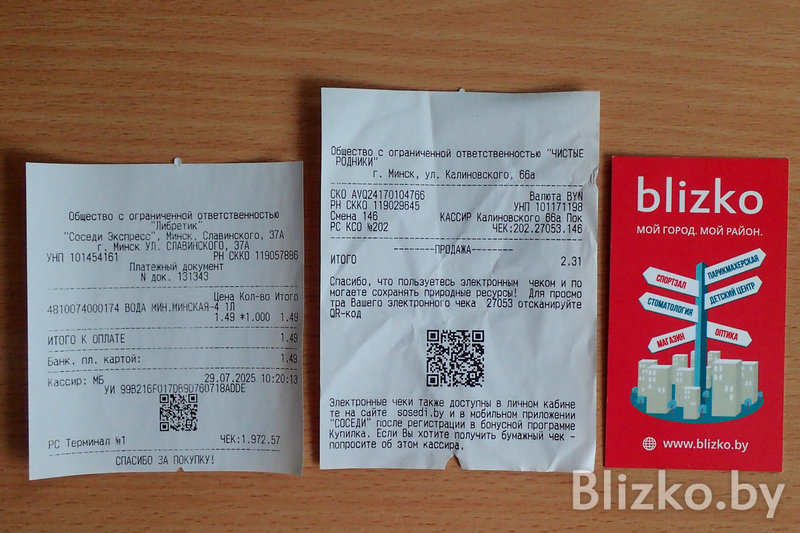 Общество с ограниченной ответственностью
"Либретик"
"Соседи Экспресс", Минск, Славинского, 37А
г. Минск УЛ. СЛАВИНСКОГО, 37А
УНП 101454161 РН СККО 119057886
Платежный документ
N док. 131343
Цена Кол-во Итого
4810074000174 ВОДА МИН.МИНСКАЯ-4 1Л
1.49 *1.000 1.49
ИТОГО К ОПЛАТЕ 1.49
Банк. пл. картой: 1.49
Кассир: МБ 29.07.2025 10:20:13
УИ 99B216F017DB9D7B0718ADDE
РС Терминал №1 ЧЕК:1.972.57
СПАСИБО ЗА ПОКУПКУ!
Общество с ограниченной ответственностью "ЧИСТЫЕ
РОДНИКИ"
г. Минск, ул. Калиновского, 66а
СКО AVQ24170104766 Валюта BYN
РН СККО 119029645 УНП 101171198
Смена 146 КАССИР Калиновского 66а Пок
РС КСО №202 ЧЕК:202.27053.146
--------ПРОДАЖА--------
ИТОГО 2.31
Спасибо, что пользуетесь электронным чеком и по
могаете сохранять природные ресурсы! Для просмо
тра Вашего электронного чека 27053 отсканируйте
QR-код
Электронные чеки также доступны в личном кабине
те на сайте sosedi.by и в мобильном приложении
"СОСЕДИ" после регистрации в бонусной программе
Купилка. Если Вы хотите получить бумажный чек -
попросите об этом кассира.
blizko
МОЙ ГОРОД. МОЙ РАЙОН.
СПОРТЗАЛ
ПАРИКМАХЕРСКАЯ
СТОМАТОЛОГИЯ
ДЕТСКИЙ ЦЕНТР
МАГАЗИН
ОПТИКА
www.blizko.by
Blizko.by